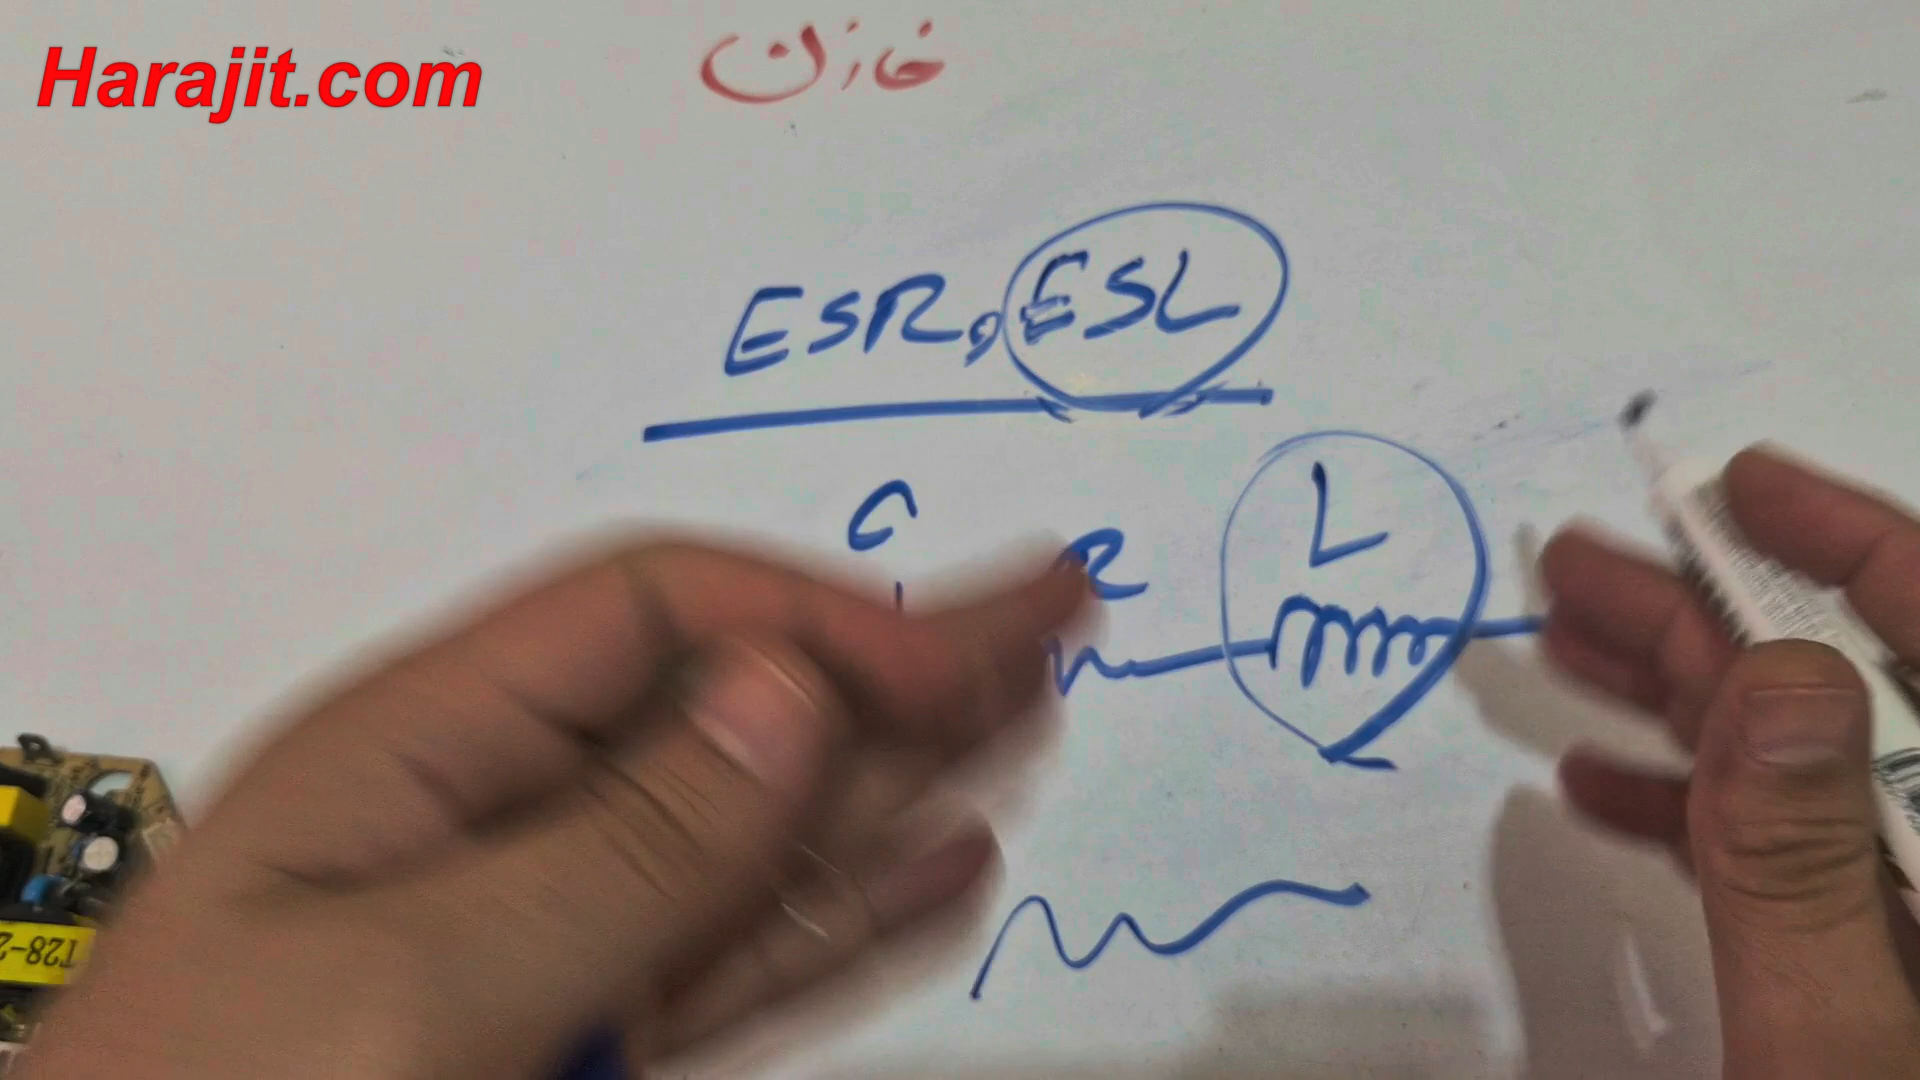 Harajit.com
خازن
ESR, ESL
C R L
T28-2